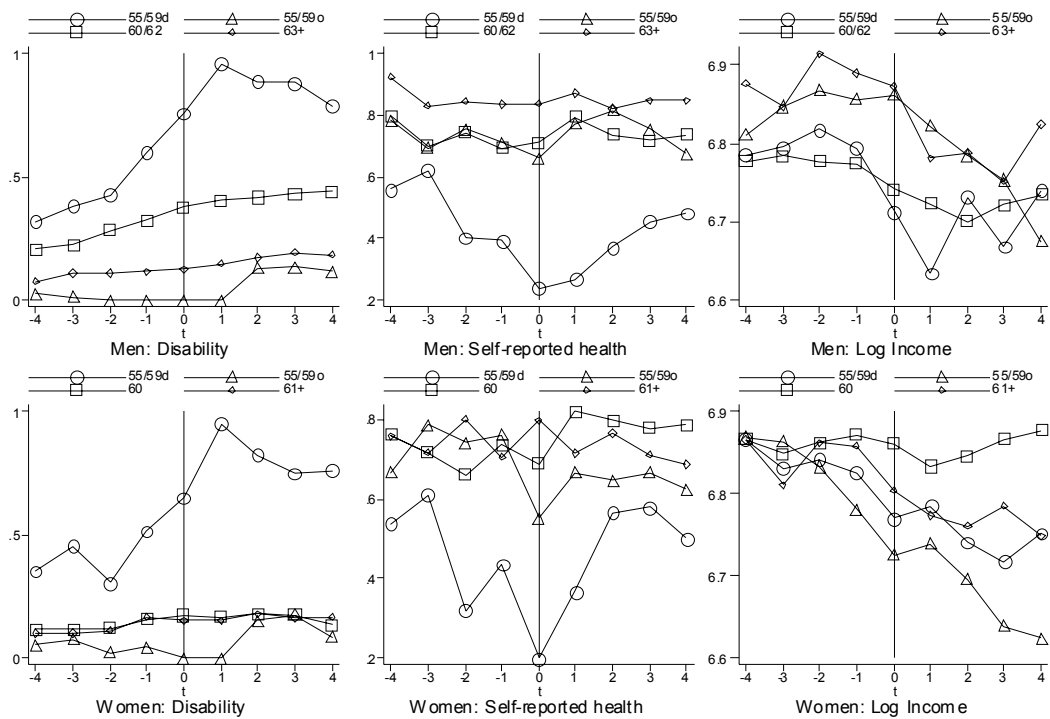 55/59d 55/59o
60/62 63+
1
.5
0
-4 -3 -2 -1 0 1 2 3 4
t
Men: Disability
55/59d 55/59o
60/62 63+
1
.8
.6
.4
.2
-4 -3 -2 -1 0 1 2 3 4
t
Men: Self-reported health
55/59d 55/59o
60/62 63+
6.9
6.8
6.7
6.6
-4 -3 -2 -1 0 1 2 3 4
t
Men: Log Income
55/59d 55/59o
60 61+
1
.5
0
-4 -3 -2 -1 0 1 2 3 4
t
Women: Disability
55/59d 55/59o
60 61+
.8
.6
.4
.2
-4 -3 -2 -1 0 1 2 3 4
t
Women: Self-reported health
55/59d 55/59o
60 61+
6.9
6.8
6.7
6.6
-4 -3 -2 -1 0 1 2 3 4
t
Women: Log Income